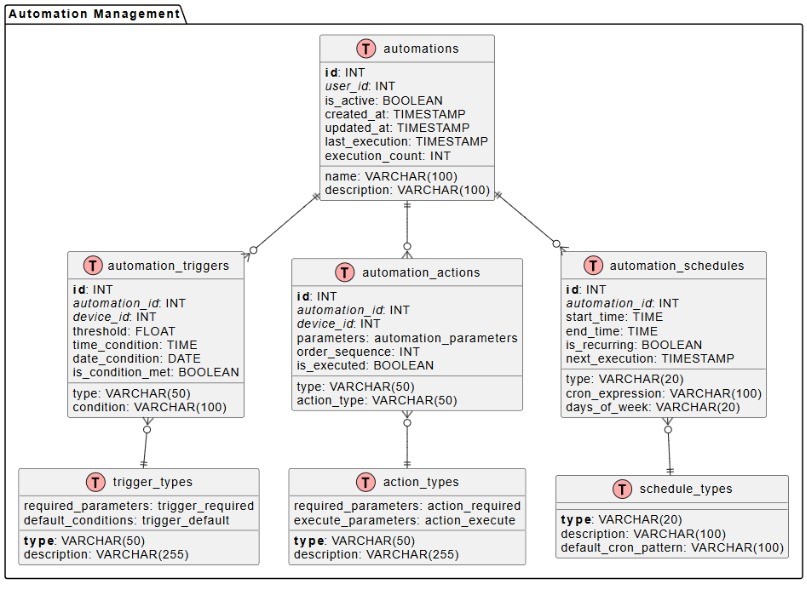 Automation Management
T automations
id: INT
user_id: INT
is_active: BOOLEAN
created_at: TIMESTAMP
updated_at: TIMESTAMP
last_execution: TIMESTAMP
execution_count: INT
name: VARCHAR(100)
description: VARCHAR(100)
T automation_triggers
id: INT
automation_id: INT
device_id: INT
threshold: FLOAT
time_condition: TIME
date_condition: DATE
is_condition_met: BOOLEAN
type: VARCHAR(50)
condition: VARCHAR(100)
T automation_actions
id: INT
automation_id: INT
device_id: INT
parameters: automation_parameters
order_sequence: INT
is_executed: BOOLEAN
type: VARCHAR(50)
action_type: VARCHAR(50)
T automation_schedules
id: INT
automation_id: INT
start_time: TIME
end_time: TIME
is_recurring: BOOLEAN
next_execution: TIMESTAMP
type: VARCHAR(20)
cron_expression: VARCHAR(100)
days_of_week: VARCHAR(20)
T trigger_types
required_parameters: trigger_required
default_conditions: trigger_default
type: VARCHAR(50)
description: VARCHAR(255)
T action_types
required_parameters: action_required
execute_parameters: action_execute
type: VARCHAR(50)
description: VARCHAR(255)
T schedule_types
type: VARCHAR(20)
description: VARCHAR(100)
default_cron_pattern: VARCHAR(100)